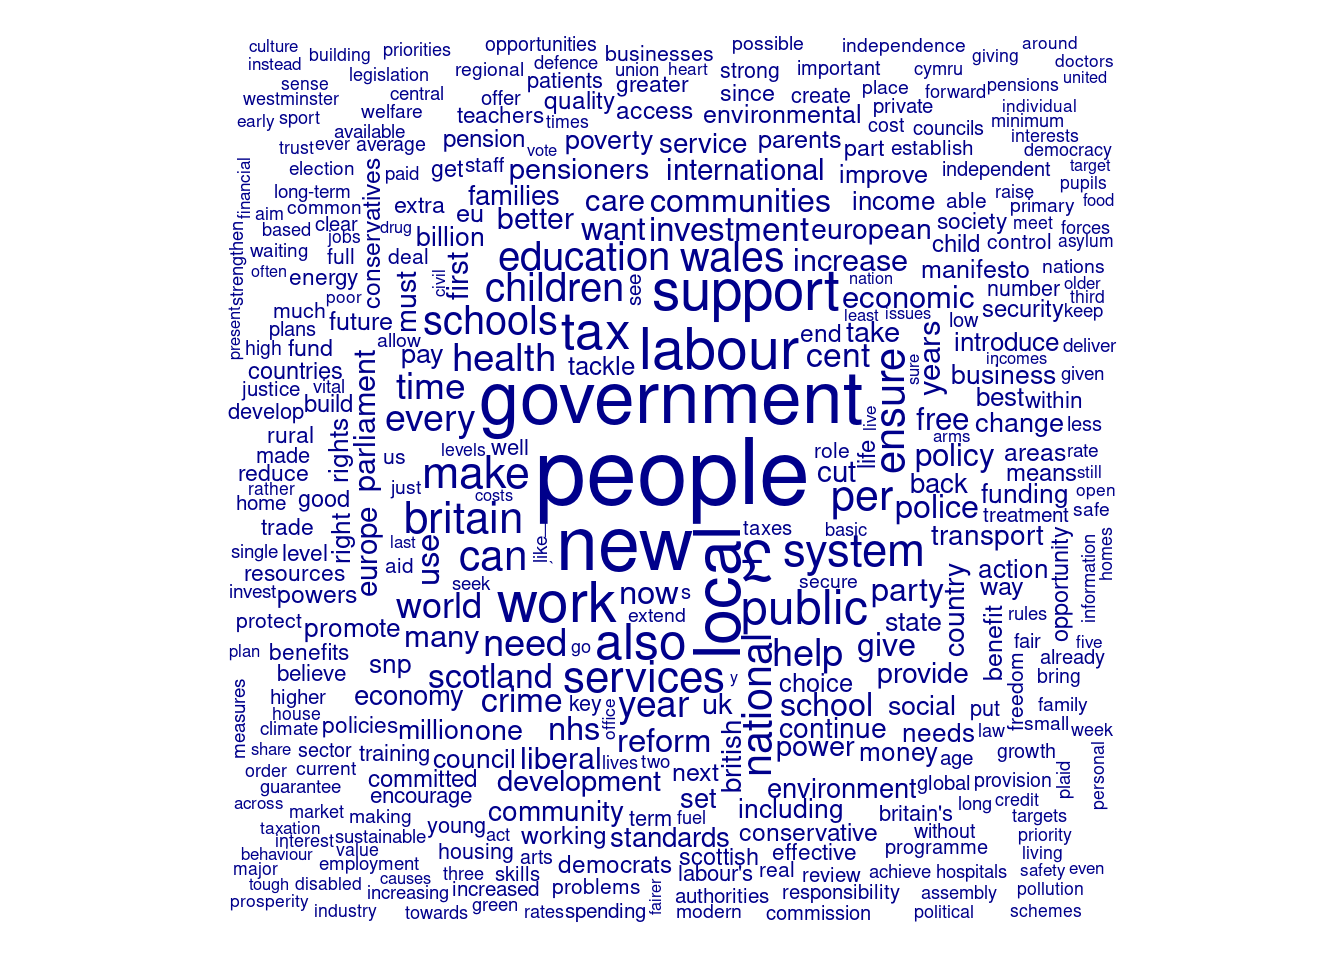 culture building priorities opportunities businesses possible independence around
instead legislation regional defence union heart strong important cymru giving doctors
sense central patients greater since create place forward pensions united
westminster welfare offer quality access environmental private individual
early sport available teachers times cost councils minimum interests
trust ever average pension vote poverty service parents part establish democracy
election paid get staff pensioners international improve independent target
financial long-term conservatives families care communities income able raise primary pupils food
aim common extra eu better want investment european society meet forces
based clear jobs drug billion child control asylum
waiting full deal civil first education wales increase manifesto nations
strengthen often energy must children see support nation economic number older third
present much poor future schools tax labour least issues security keep
plans allow end take low introduce deliver
high fund pay health tackle cent sure years incomes
countries parliament time government ensure business given
justice vital build every live free best within
develop rights life arms change less
rural us levels well people role cut policy areas rate
made reduce make back means still
rather home good just costs per police funding open
trade right britain new local taxes basic treatment safe
single level europe last use can like £ system transport opportunity homes
resources aid ` ~ information
invest powers seek work now s secure party country action way
protect world extend public state rules
promote many need go also national help give benefit fair five
plan benefits believe snp scotland services y choice provide freedom already bring
measures higher economy crime key office year uk school social put family
house climate policies million one nhs british continue needs law small week
share sector training council liberal lives two reform power money age growth
order current committed development next environment global provision plaid personal
guarantee encourage set
across market making community term fuel including britain's long credit targets
taxation interest sustainable young act working standards conservative without priority
behaviour value housing arts democrats scottish effective programme living
major employment causes three skills labour's real review achieve hospitals safety even
tough disabled increasing increased problems fairer authorities responsibility assembly pollution
prosperity industry towards green rates spending modern commission political schemes